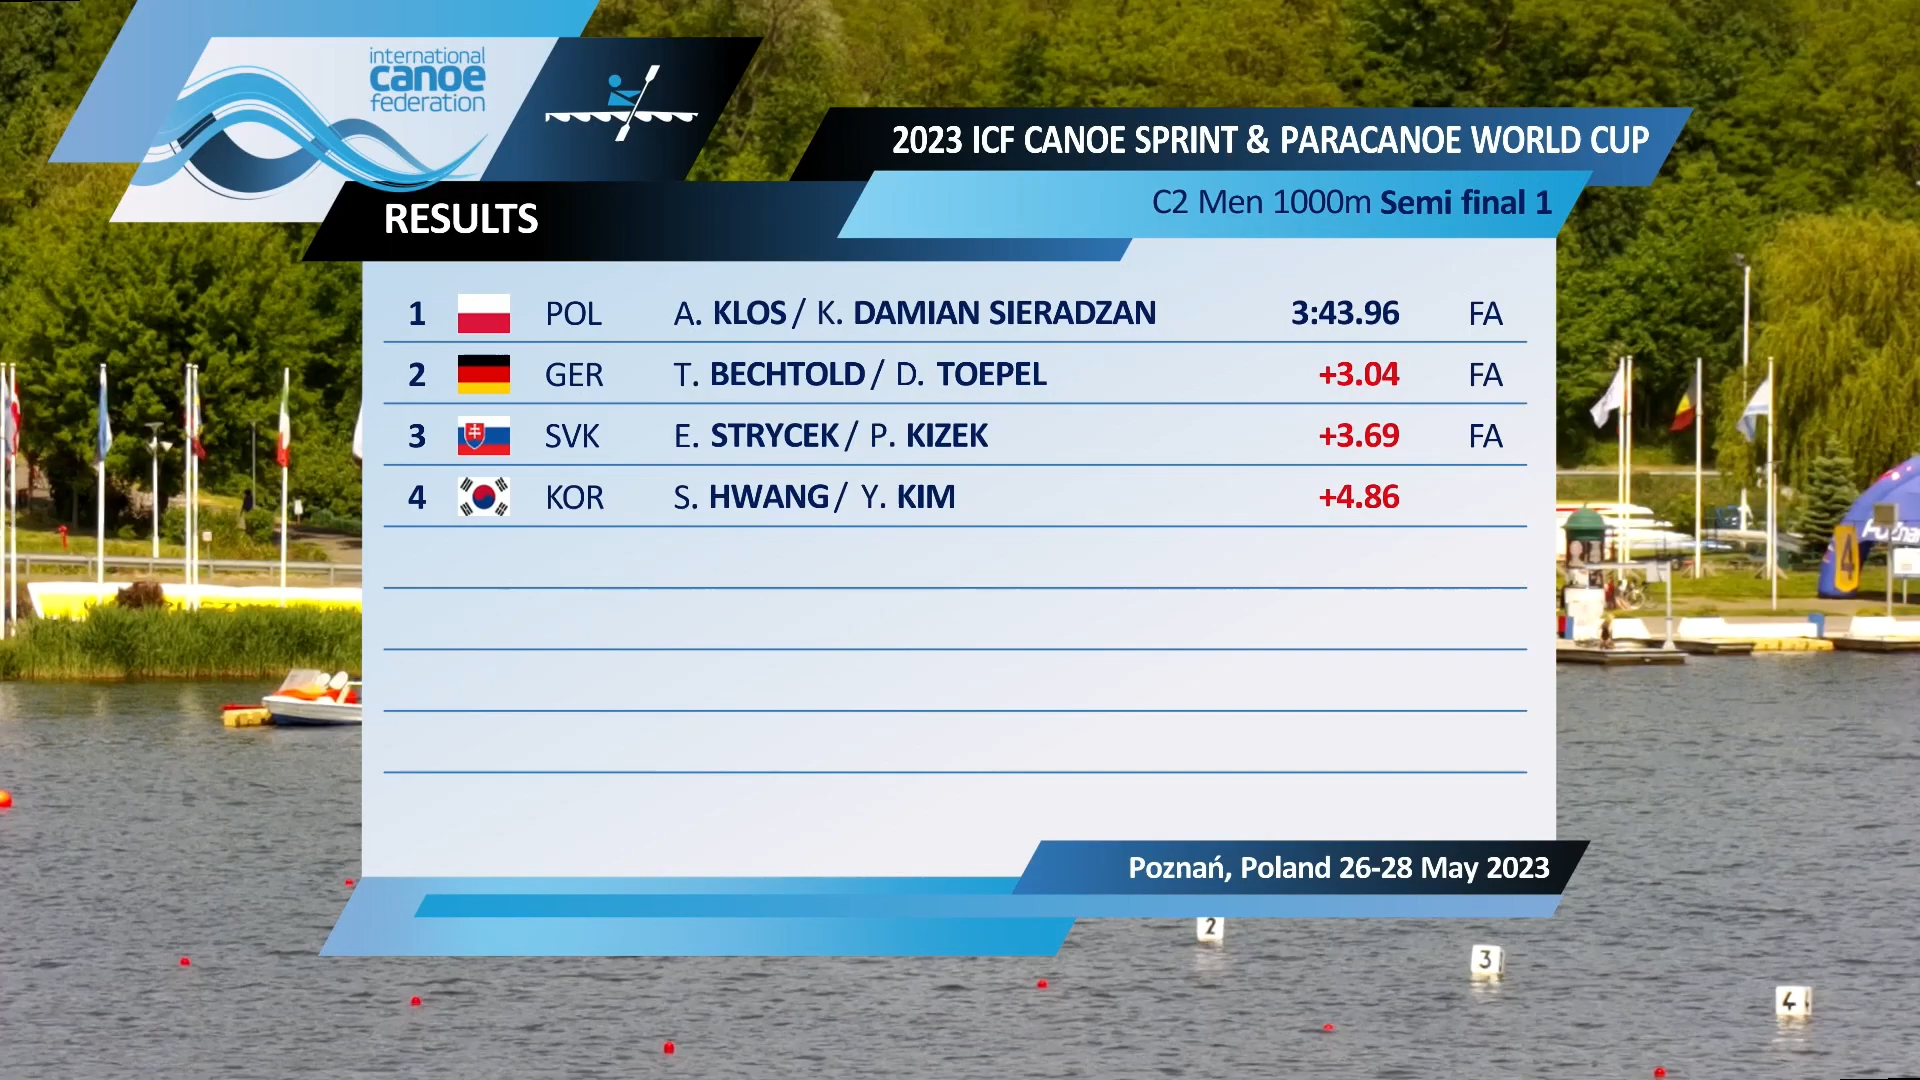 international
canoe
federation
2023 ICF CANOE SPRINT & PARACANOE WORLD CUP
C2 Men 1000m Semi final 1
RESULTS
1 POL A. KLOS / K. DAMIAN SIERADZAN 3:43.96 FA
2 GER T. BECHTOLD / D. TOEPEL +3.04 FA
3 SVK E. STRYCEK / P. KIZEK +3.69 FA
4 KOR S. HWANG / Y. KIM +4.86
Poznań, Poland 26-28 May 2023
Poznań
4
2
3
4